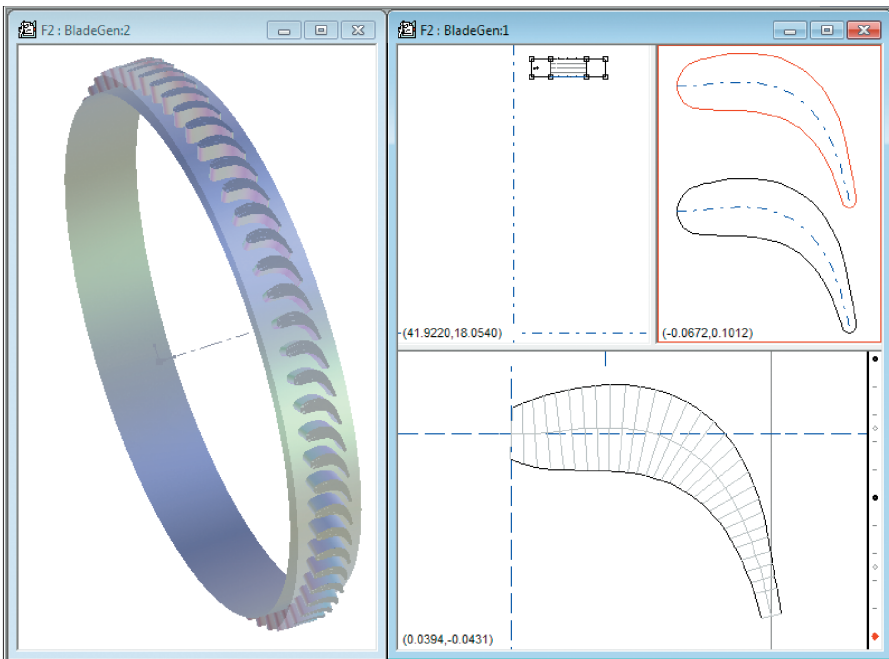 F2 : BladeGen:2
F2 : BladeGen:1
(41.9220,18.0540)
(-0.0672,0.1012)
(0.0394,-0.0431)